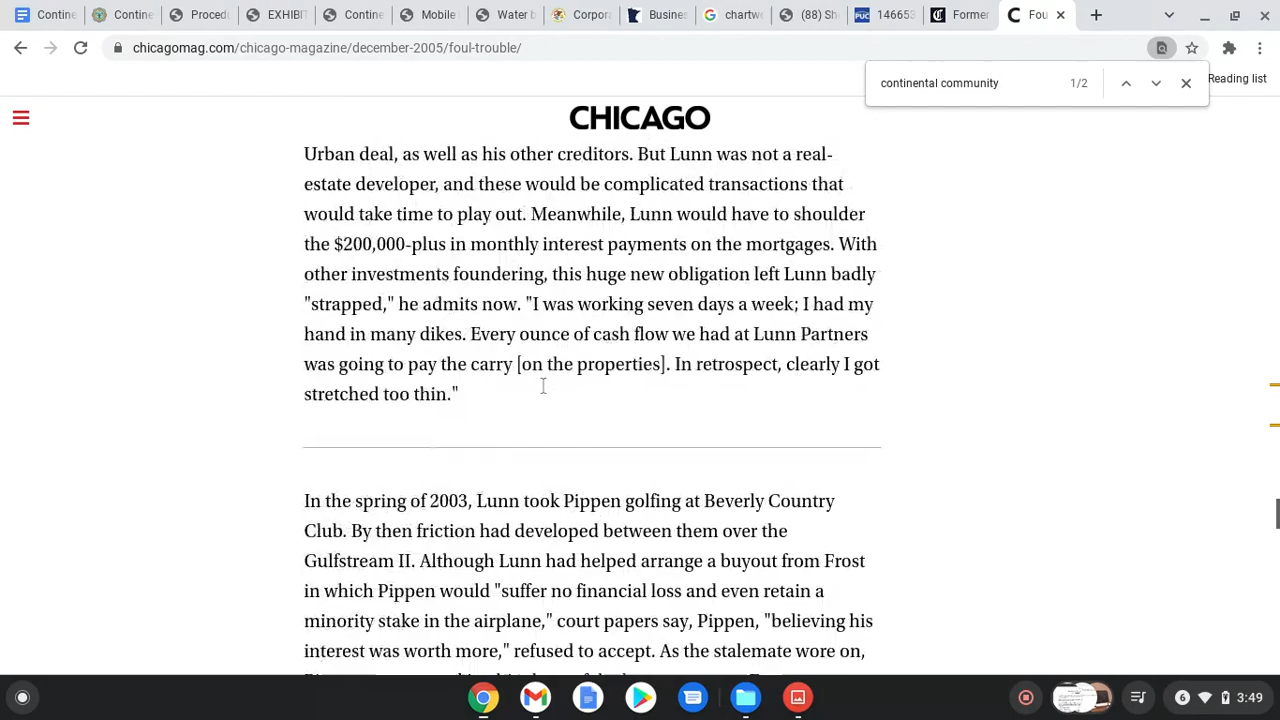 Contine
Contine
Procedu
EXHIBIT
Contine
Mobile
Water b
Corpora
Busines
chartwe
(88) Sh
PUC
146653
Former
Fou
chicagomag.com/chicago-magazine/december-2005/foul-trouble/
continental community
1/2
Reading list
CHICAGO
Urban deal, as well as his other creditors. But Lunn was not a real-
estate developer, and these would be complicated transactions that
would take time to play out. Meanwhile, Lunn would have to shoulder
the $200,000-plus in monthly interest payments on the mortgages. With
other investments foundering, this huge new obligation left Lunn badly
"strapped," he admits now. "I was working seven days a week; I had my
hand in many dikes. Every ounce of cash flow we had at Lunn Partners
was going to pay the carry [on the properties]. In retrospect, clearly I got
stretched too thin."
In the spring of 2003, Lunn took Pippen golfing at Beverly Country
Club. By then friction had developed between them over the
Gulfstream II. Although Lunn had helped arrange a buyout from Frost
in which Pippen would "suffer no financial loss and even retain a
minority stake in the airplane," court papers say, Pippen, "believing his
interest was worth more," refused to accept. As the stalemate wore on,
6
3:49